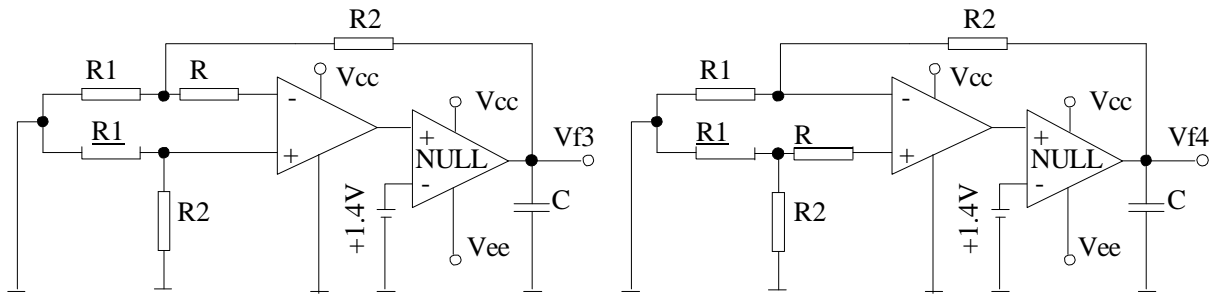 R2
R1 R
- Vcc
Vcc
R1
+
+
NULL
-
Vf3
R2
+1.4V
C
Vee
R2
R1
- Vcc
Vcc
R1 R
+
+
NULL
-
Vf4
R2
+1.4V
C
Vee